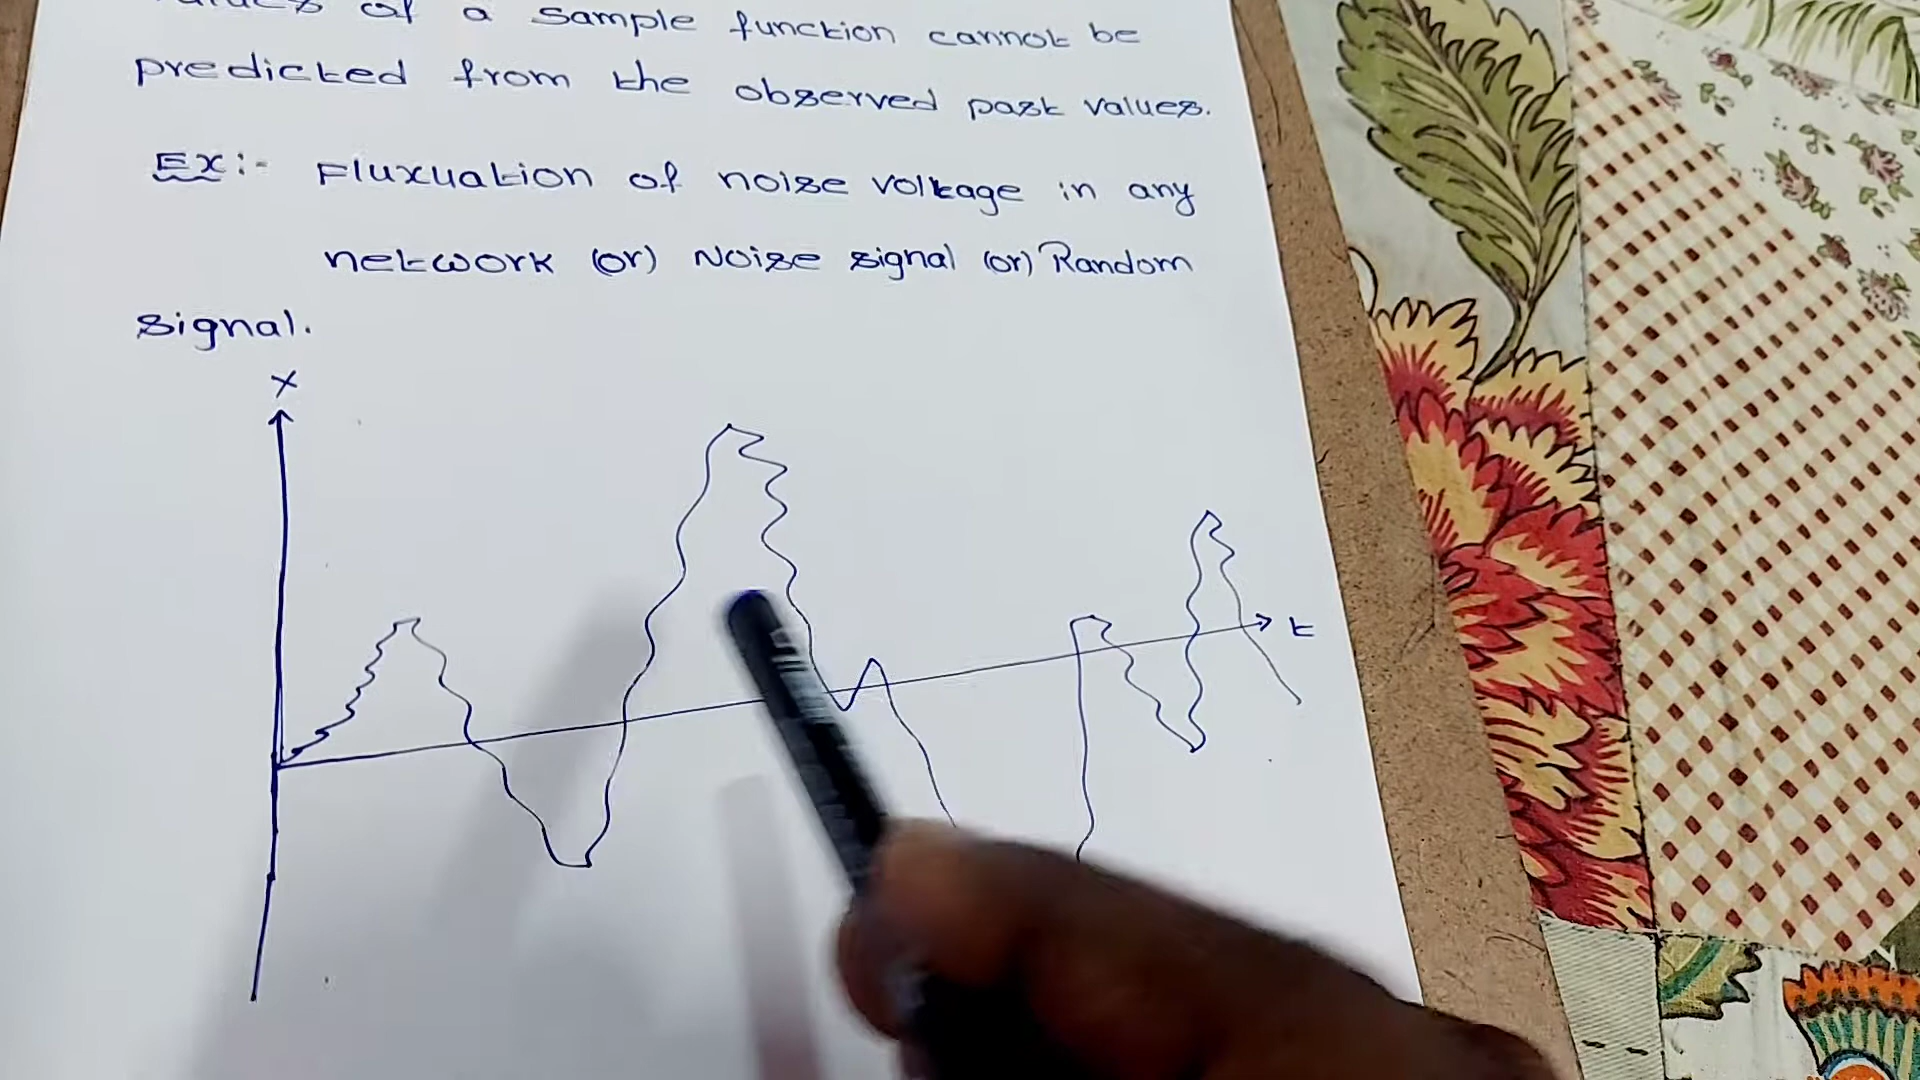 of a sample function cannot be
predicted from the observed past values.
Ex:- Fluxuation of noise voltage in any
network (or) Noise signal (or) Random
signal.
X
t